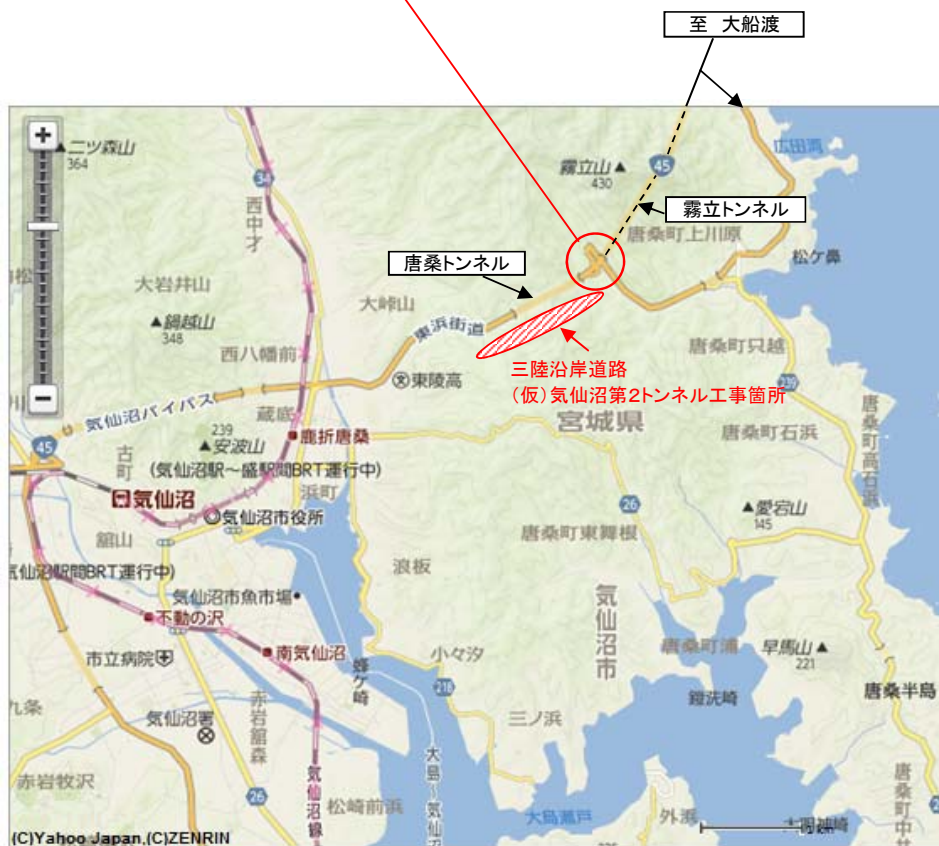 至 大船渡
+
二ツ森山
364
34
西中才
霧立山
430
45
広田湾
霧立トンネル
唐桑町上川原
唐桑トンネル
松ケ鼻
大岩井山
大峠山
鍋越山
348
東浜街道
西八幡前
三陸沿岸道路
(仮)気仙沼第2トンネル工事箇所
唐桑町只越
239
東陵高
気仙沼バイパス
蔵底
宮城県
唐桑町高石浜
239
安波山
鹿折唐桑
唐桑町石浜
45
古町
(気仙沼駅～盛駅間BRT運行中)
浜町
気仙沼
気仙沼市役所
26
愛宕山
145
唐桑町東舞根
舘山
気仙沼駅間BRT運行中)
浪板
気仙沼市魚市場
気仙沼市
不動の沢
市立病院
南気仙沼
小々汐
唐桑町浦
早馬山
221
蜂ケ崎
218
鐙洗崎
唐桑半島
九条
気仙沼署
赤岩舘森
三ノ浜
大島～気仙沼
気仙沼線
赤岩牧沢
26
松崎前浜
大島瀬戸
外浜
唐桑町中井
(C)Yahoo Japan,(C)ZENRIN